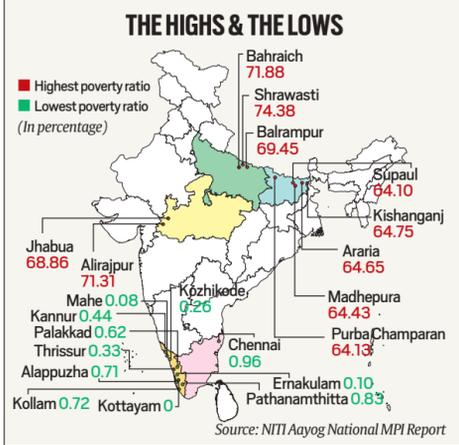 THE HIGHS & THE LOWS
Highest poverty ratio
Lowest poverty ratio
(In percentage)
Bahraich
71.88
Shrawasti
74.38
Balrampur
69.45
Supaul
64.10
Kishanganj
64.75
Araria
64.65
Madhepura
64.43
Purba Champaran
64.13
Jhabua
68.86
Alirajpur
71.31
Mahe 0.08
Kozhikode
0.26
Kannur 0.44
Palakkad 0.62
Thrissur 0.33
Alappuzha 0.71
Kollam 0.72
Kottayam 0
Chennai
0.96
Ernakulam 0.10
Pathanamthitta 0.83
Source: NITI Aayog National MPI Report